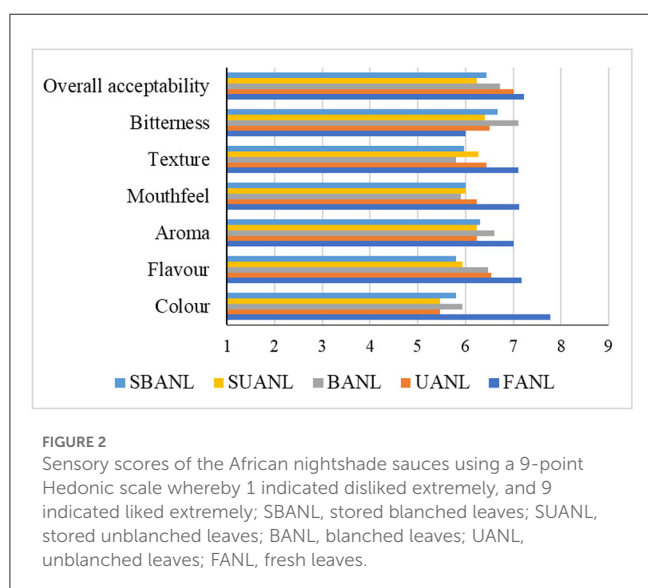 Overall acceptability
Bitterness
Texture
Mouthfeel
Aroma
Flavour
Colour
1 2 3 4 5 6 7 8 9
SBANL SUANL BANL UANL FANL
FIGURE 2
Sensory scores of the African nightshade sauces using a 9-point
Hedonic scale whereby 1 indicated disliked extremely, and 9
indicated liked extremely; SBANL, stored blanched leaves; SUANL,
stored unblanched leaves; BANL, blanched leaves; UANL,
unblanched leaves; FANL, fresh leaves.